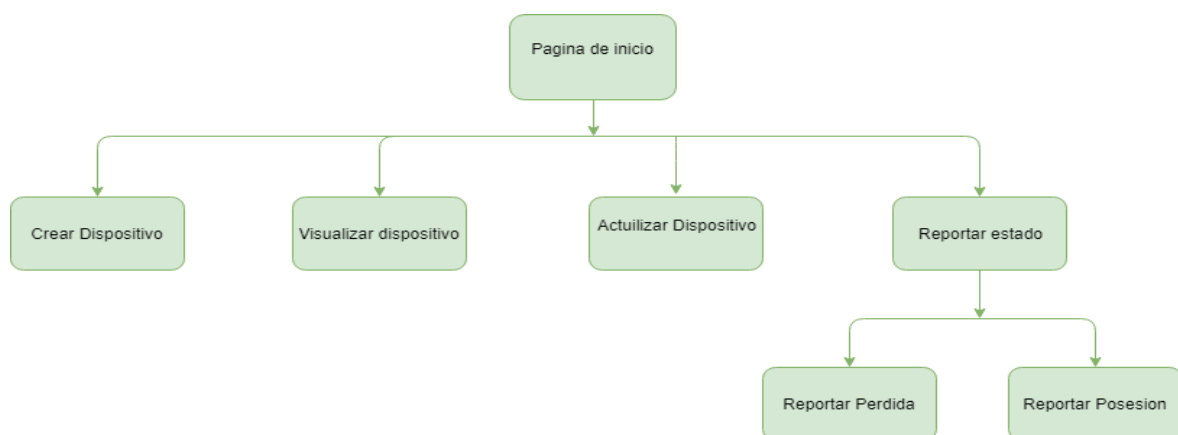 Pagina de inicio
Crear Dispositivo
Visualizar dispositivo
Actuilizar Dispositivo
Reportar estado
Reportar Perdida
Reportar Posesion